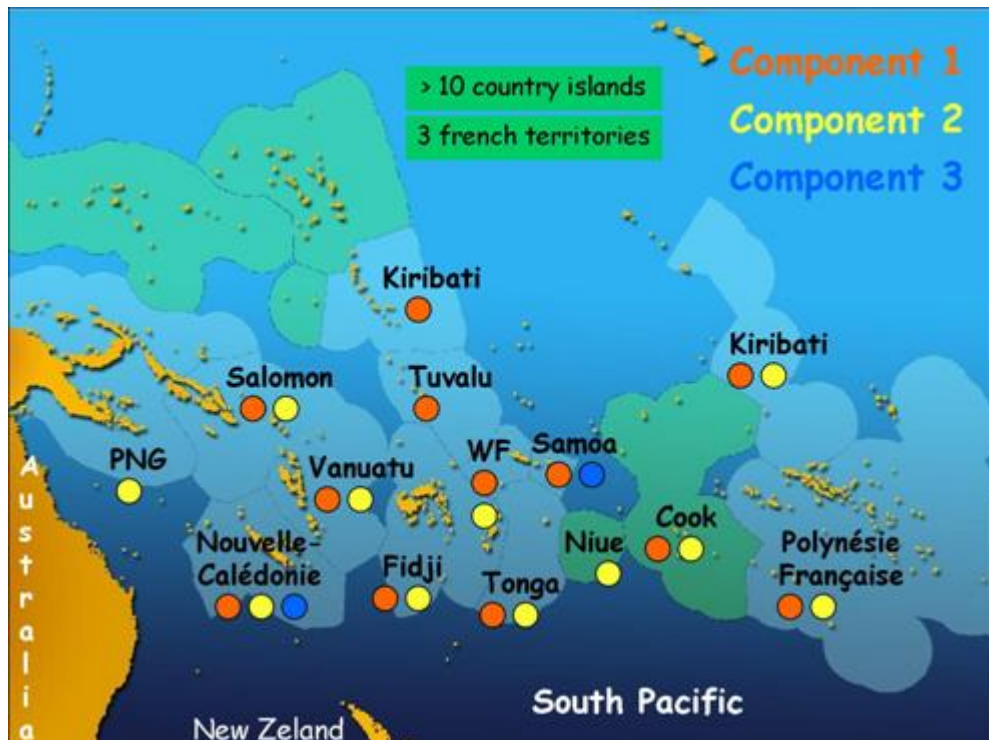 > 10 country islands
3 french territories
Component 1
Component 2
Component 3
Kiribati
Kiribati
Salomon
Tuvalu
PNG
Vanuatu
WF
Samoa
Nouvelle-
Calédonie
Fidji
Tonga
Niue
Cook
Polynésie
Française
Australia
South Pacific
New Zeland